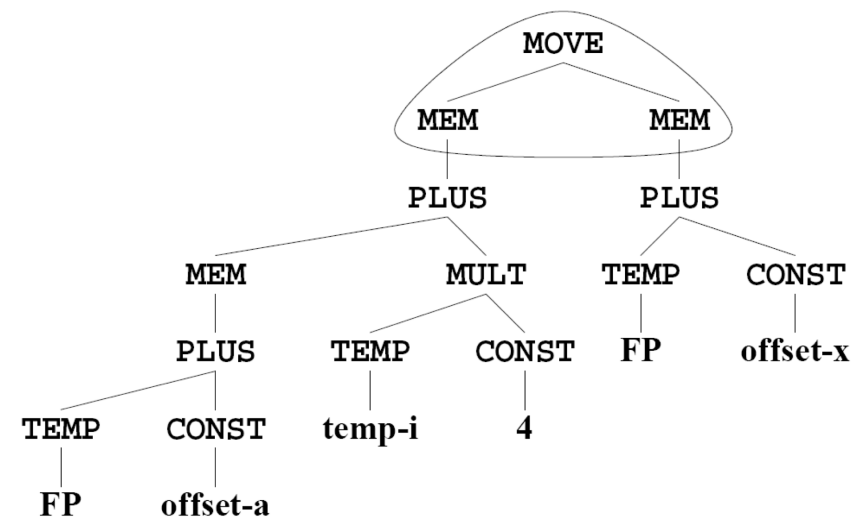 MOVE
MEM MEM
PLUS PLUS
MEM MULT TEMP CONST
PLUS TEMP CONST FP offset-x
TEMP CONST temp-i 4
FP offset-a